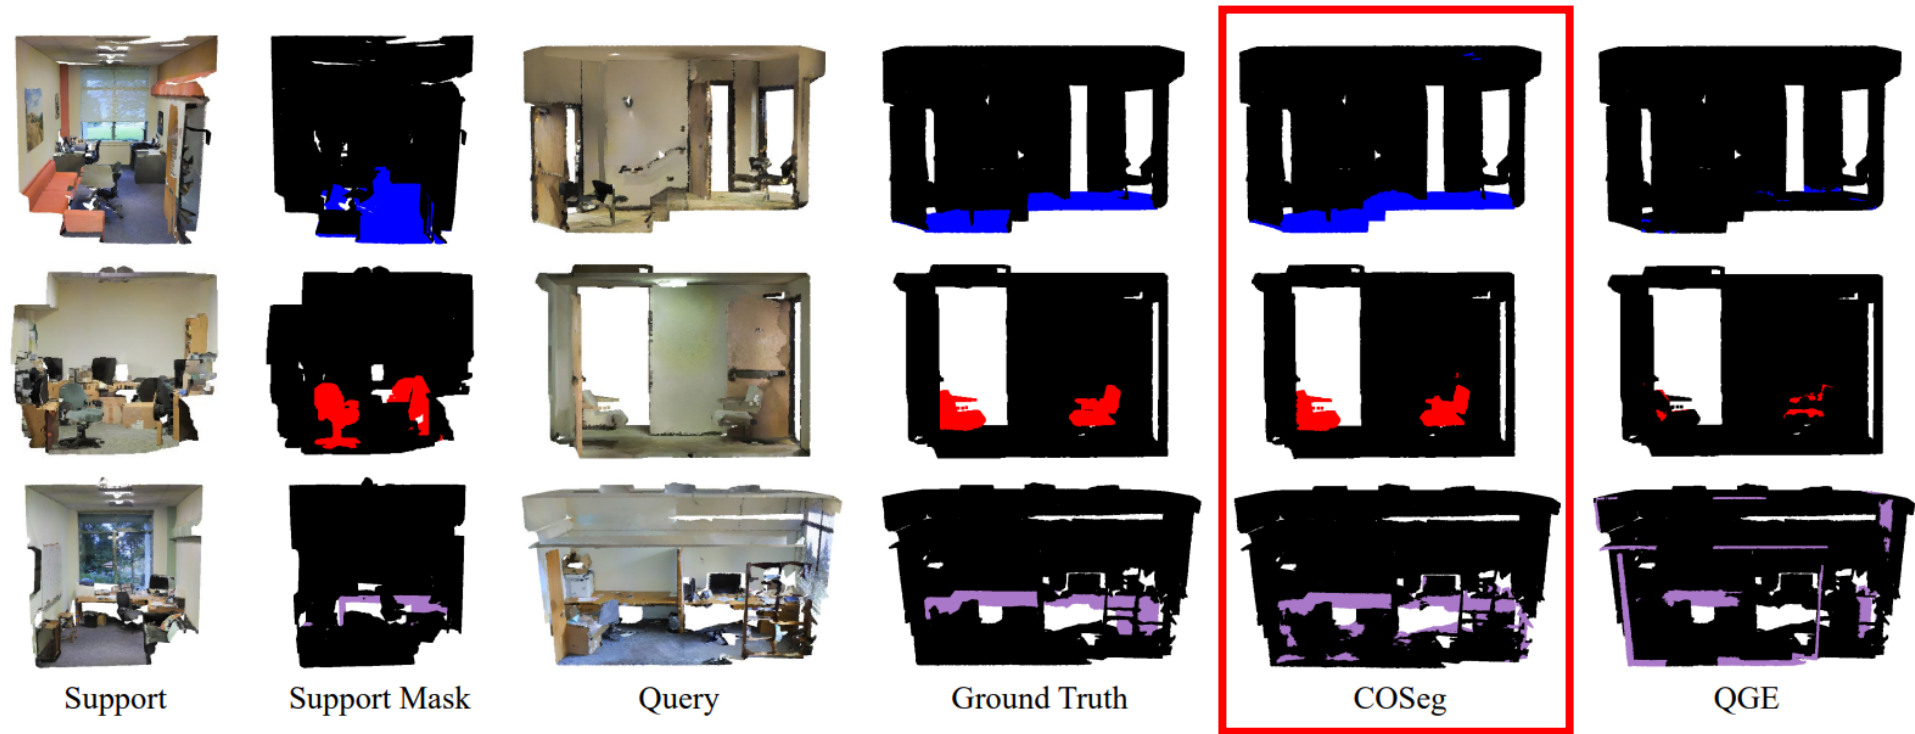 Support
Support Mask
Query
Ground Truth
COSeg
QGE